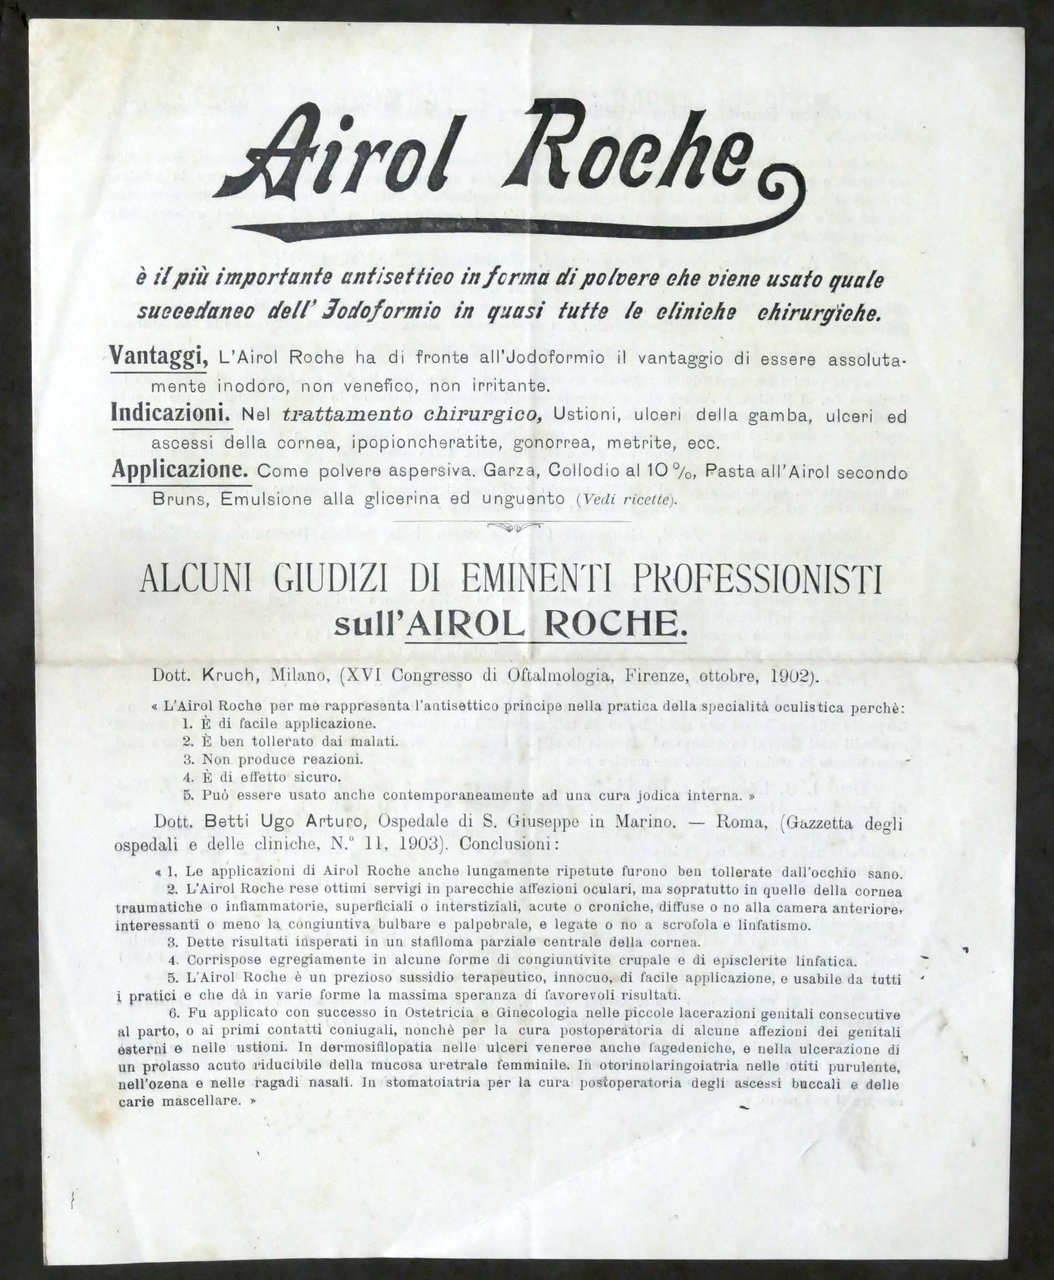 Airol Roche
è il più importante antisettico in forma di polvere che viene usato quale
succedaneo dell' Jodoformio in quasi tutte le cliniche chirurgiche.
Vantaggi, L'Airol Roche ha di fronte all'Jodoformio il vantaggio di essere assoluta-
mente inodoro, non venefico, non irritante.
Indicazioni. Nel trattamento chirurgico, Ustioni, ulceri della gamba, ulceri ed
ascessi della cornea, ipopioncheratite, gonorrea, metrite, ecc.
Applicazione. Come polvere aspersiva. Garza, Collodio al 10 %, Pasta all'Airol secondo
Bruns, Emulsione alla glicerina ed unguento (Vedi ricette).
ALCUNI GIUDIZI DI EMINENTI PROFESSIONISTI
sull'AIROL ROCHE.
Dott. Kruch, Milano, (XVI Congresso di Oftalmologia, Firenze, ottobre, 1902).
« L'Airol Roche per me rappresenta l'antisettico principe nella pratica della specialità oculistica perchè:
1. È di facile applicazione.
2. È ben tollerato dai malati.
3. Non produce reazioni.
4. È di effetto sicuro.
5. Può essere usato anche contemporaneamente ad una cura jodica interna. »
Dott. Betti Ugo Arturo, Ospedale di S. Giuseppe in Marino. — Roma, (Gazzetta degli
ospedali e delle cliniche, N.° 11, 1903). Conclusioni:
« 1. Le applicazioni di Airol Roche anche lungamente ripetute furono ben tollerate dall'occhio sano.
2. L'Airol Roche rese ottimi servigi in parecchie affezioni oculari, ma sopratutto in quelle della cornea
traumatiche o inflammatorie, superficiali o interstiziali, acute o croniche, diffuse o no alla camera anteriore,
interessanti o meno la congiuntiva bulbare e palpebrale, e legate o no a scrofola e linfatismo.
3. Dette risultati insperati in un stafiloma parziale centrale della cornea.
4. Corrispose egregiamente in alcune forme di congiuntivite crupale e di episclerite linfatica.
5. L'Airol Roche è un prezioso sussidio terapeutico, innocuo, di facile applicazione, e usabile da tutti
i pratici e che dà in varie forme la massima speranza di favorevoli risultati.
6. Fu applicato con successo in Ostetricia e Ginecologia nelle piccole lacerazioni genitali consecutive
al parto, o ai primi contatti coniugali, nonchè per la cura postoperatoria di alcune affezioni dei genitali
esterni e nelle ustioni. In dermosifilopatia nelle ulceri veneree anche fagedeniche, e nella ulcerazione di
un prolasso acuto riducibile della mucosa uretrale femminile. In otorinolaringoiatria nelle otiti purulente,
nell'ozena e nelle ragadi nasali. In stomatoiatria per la cura postoperatoria degli ascessi buccali e delle
carie mascellare. »